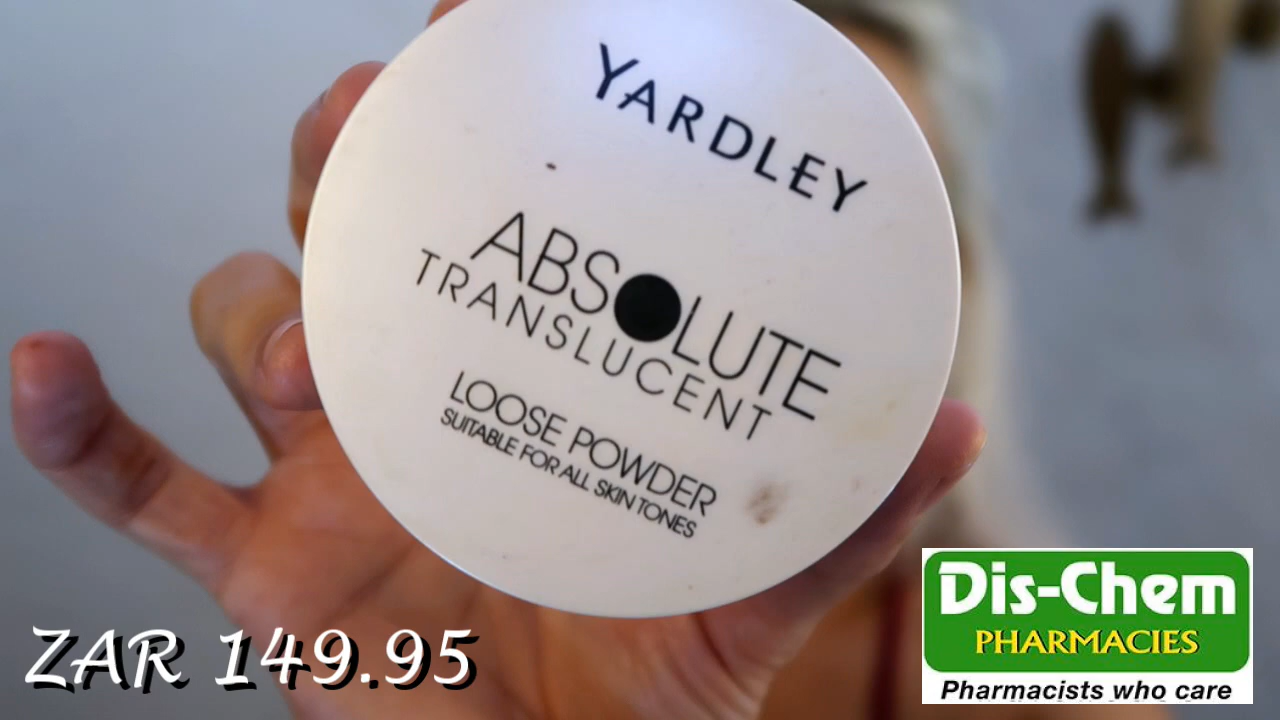 YARDLEY
ABSOLUTE
TRANSLUCENT
LOOSE POWDER
SUITABLE FOR ALL SKIN TONES
ZAR 149.95
Dis-Chem
PHARMACIES
Pharmacists who care